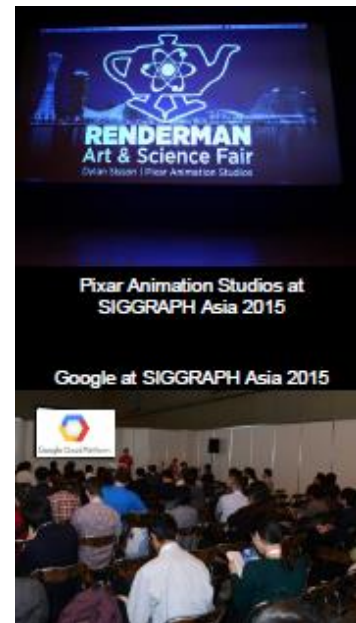 RENDERMAN
Art & Science Fair
Dylan Sisson | Pixar Animation Studios
Pixar Animation Studios at
SIGGRAPH Asia 2015
Google at SIGGRAPH Asia 2015
Google Cloud Platform